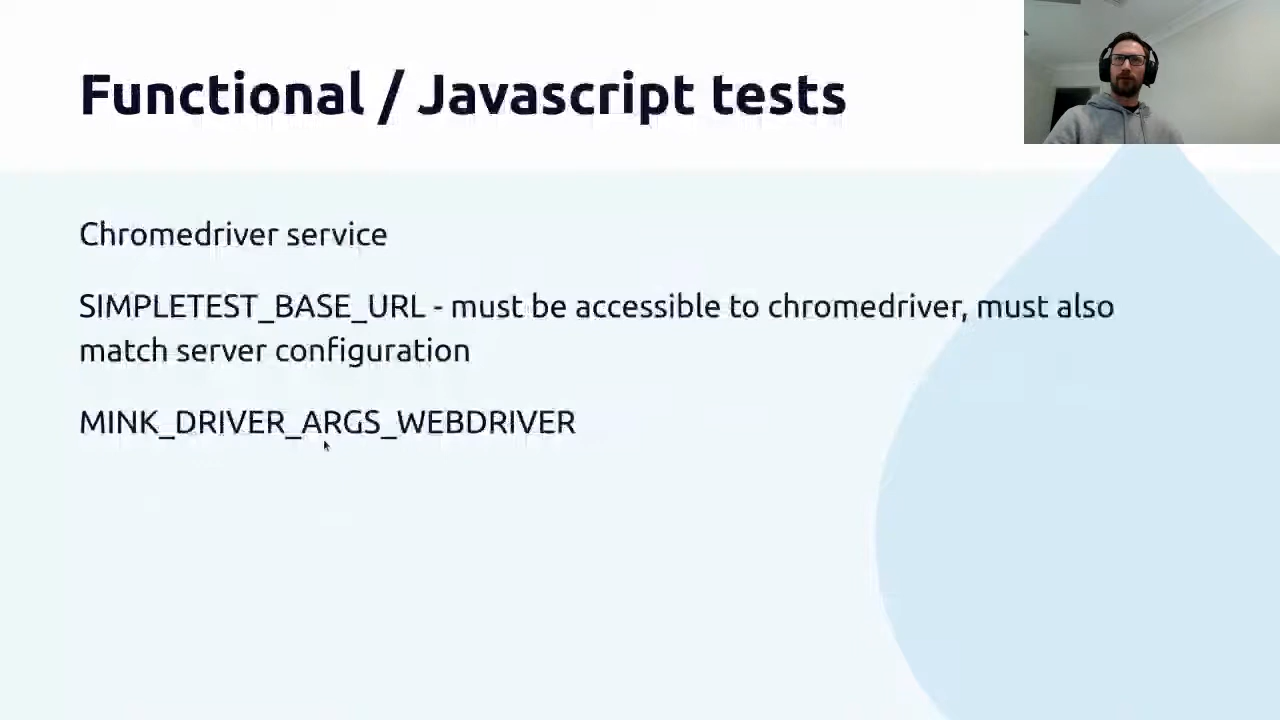 Functional / Javascript tests
Chromedriver service
SIMPLETEST_BASE_URL - must be accessible to chromedriver, must also
match server configuration
MINK_DRIVER_ARGS_WEBDRIVER